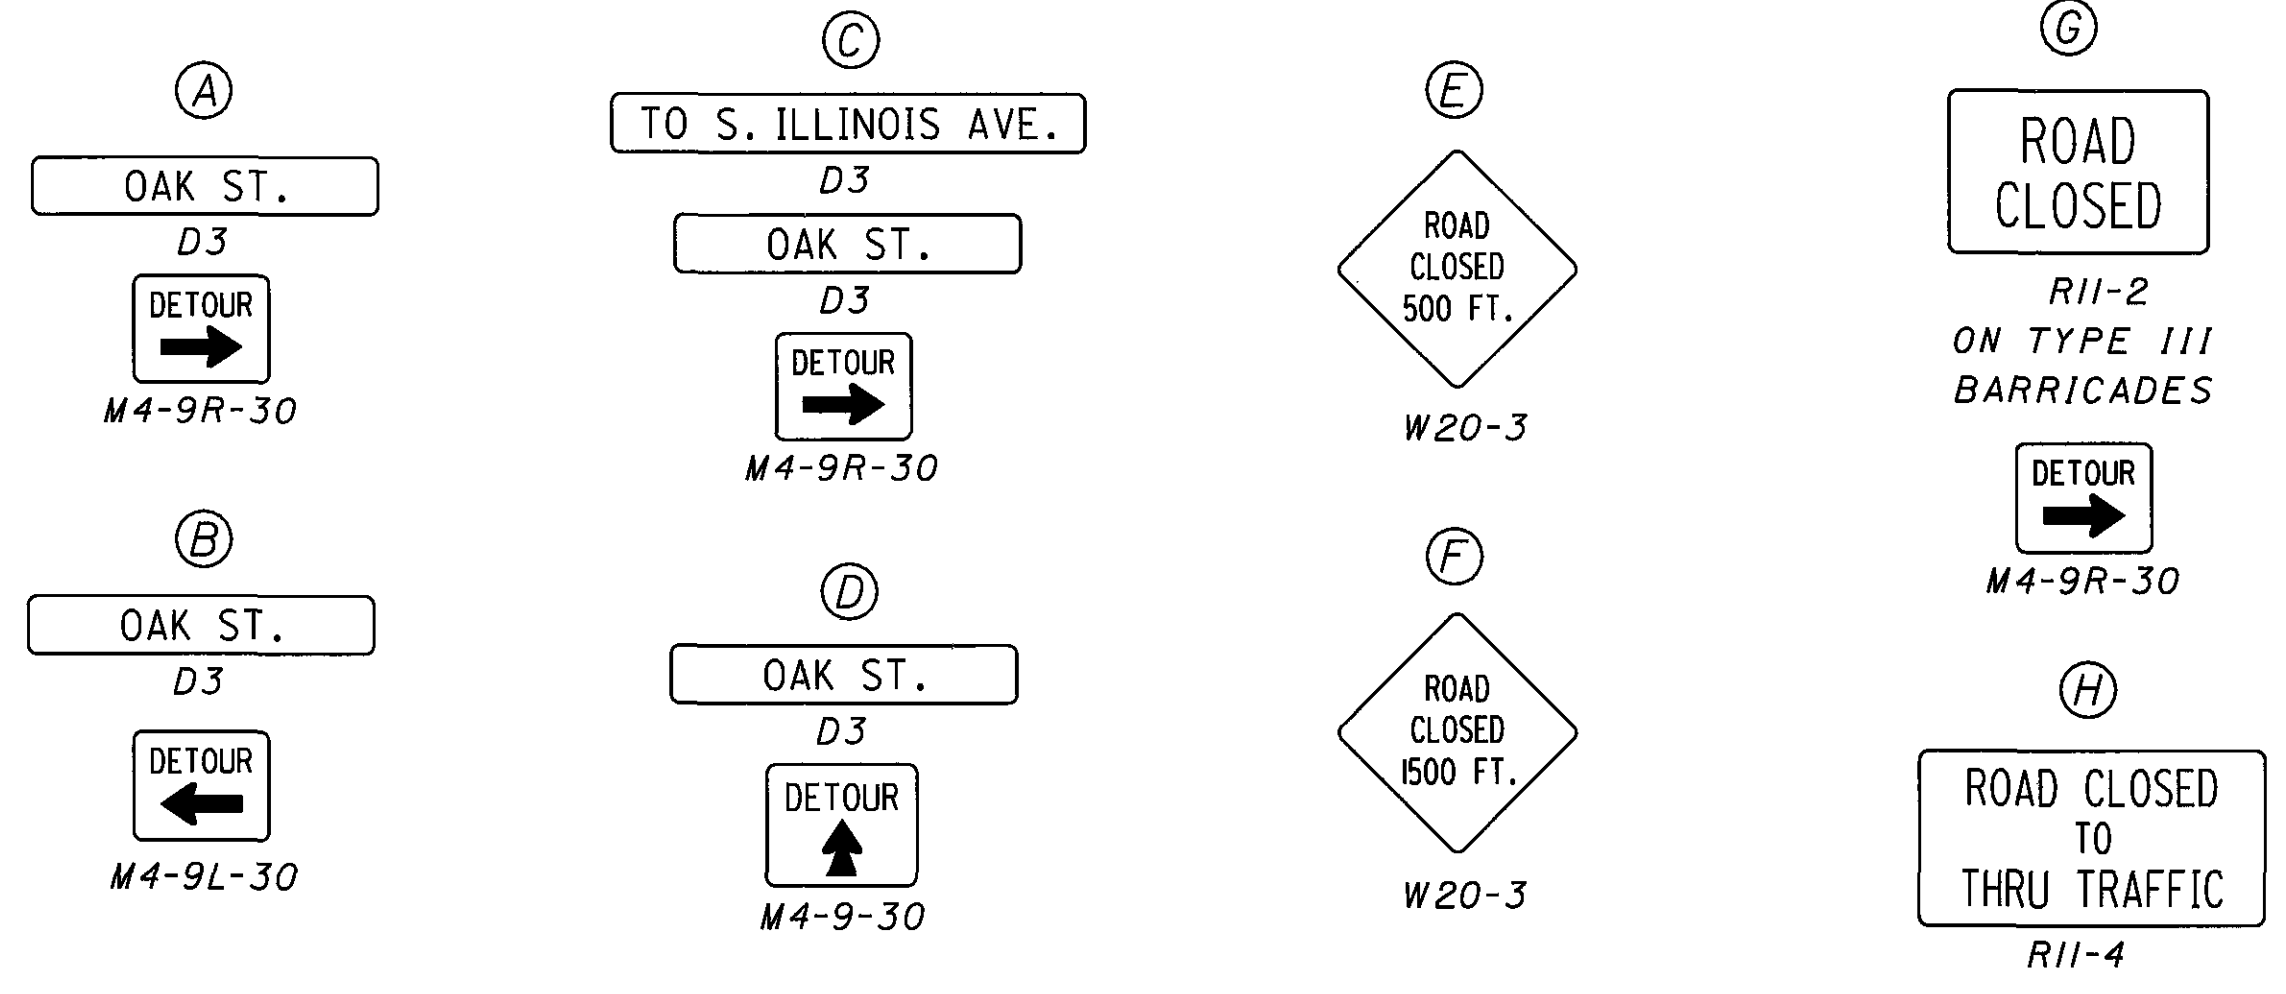 A
OAK ST.
D3
DETOUR
M4-9R-30
B
OAK ST.
D3
DETOUR
M4-9L-30
C
TO S. ILLINOIS AVE.
D3
OAK ST.
D3
DETOUR
M4-9R-30
D
OAK ST.
D3
DETOUR
M4-9-30
E
ROAD
CLOSED
500 FT.
W20-3
F
ROAD
CLOSED
1500 FT.
W20-3
G
ROAD
CLOSED
R11-2
ON TYPE III
BARRICADES
DETOUR
M4-9R-30
H
ROAD CLOSED
TO
THRU TRAFFIC
R11-4